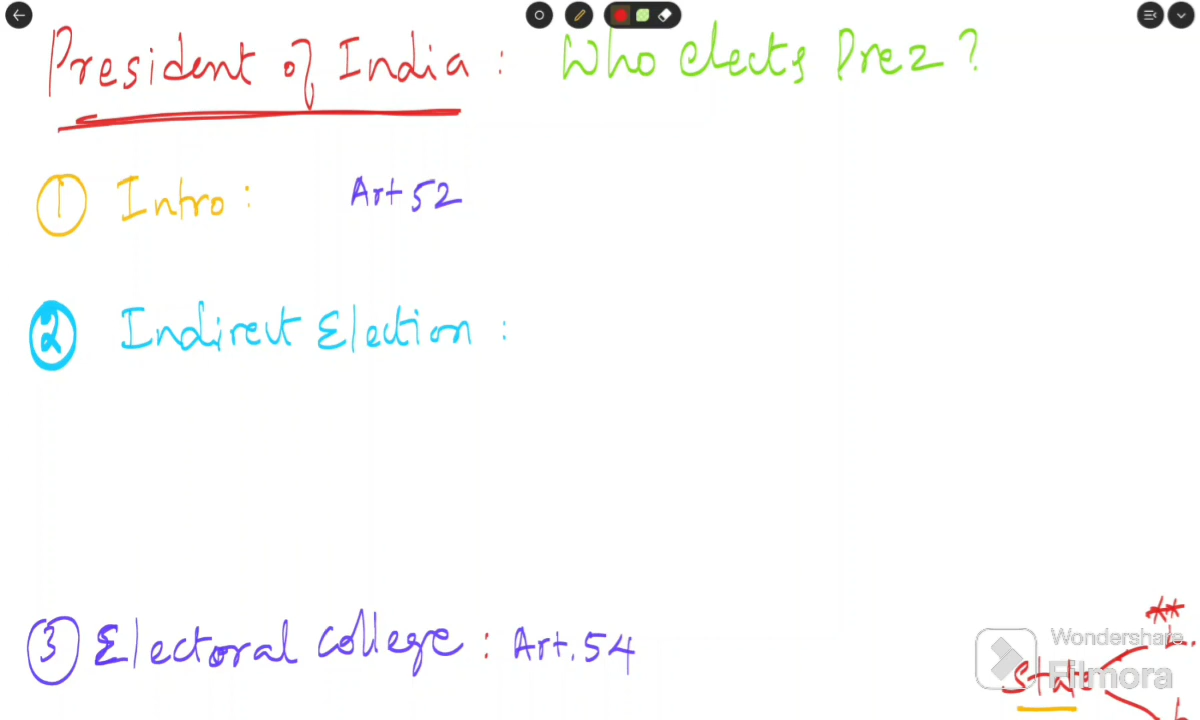 President of India : Who elects Prez ?
① Intro : Art 52
② Indirect Election :
③ Electoral college : Art. 54
** L.
State
Wondershare
Filmora